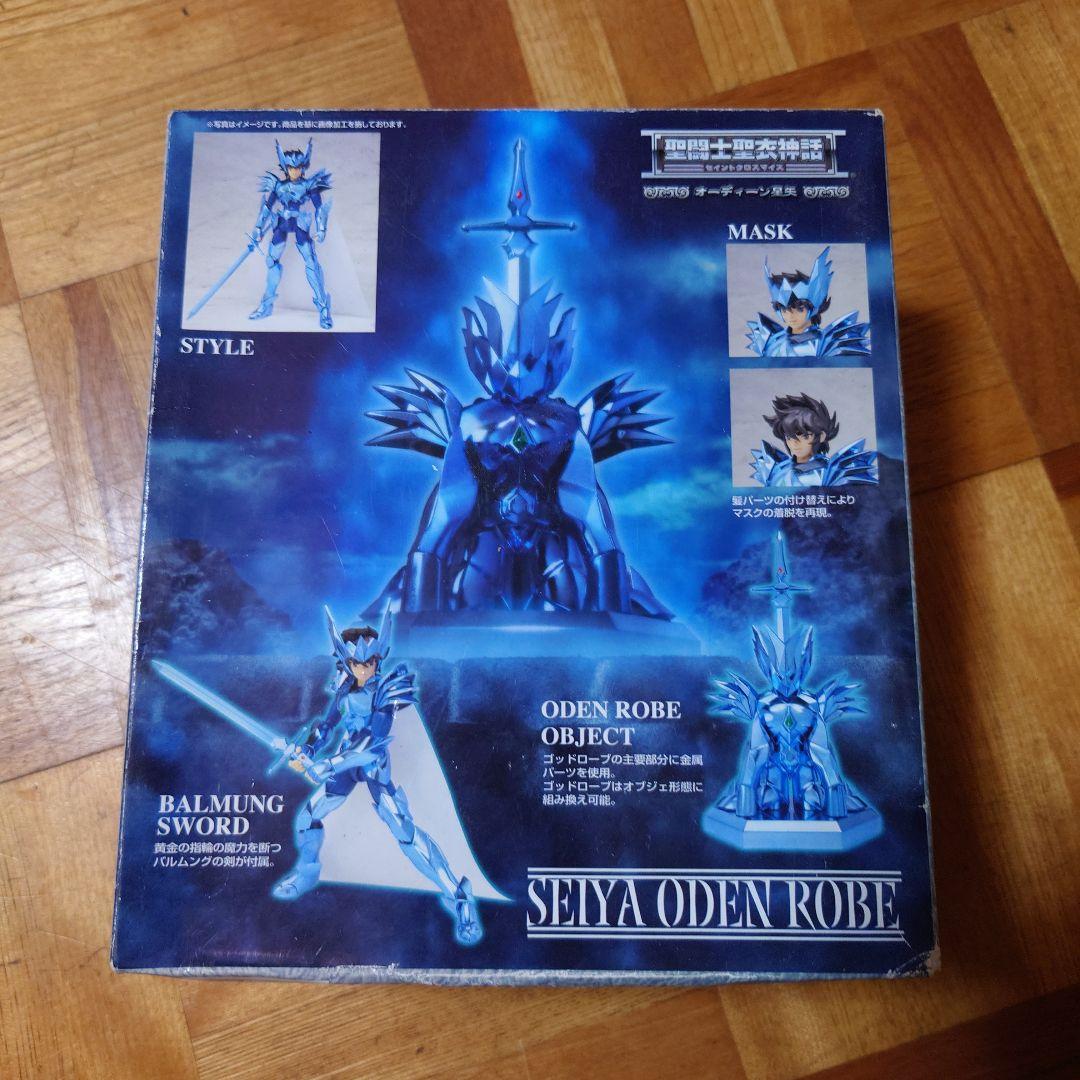 ※写真はイメージです。商品を基に画像加工を施しております。
聖闘士聖衣神話
セイントクロスマイス
オーディーン星矢
STYLE
MASK
髪パーツの付け替えにより
マスクの着脱を再現。
ODEN ROBE
OBJECT
ゴッドローブの主要部分に金属
パーツを使用。
ゴッドローブはオブジェ形態に
組み換え可能。
BALMUNG
SWORD
黄金の指輪の魔力を断つ
バルムングの剣が付属。
SEIYA ODEN ROBE